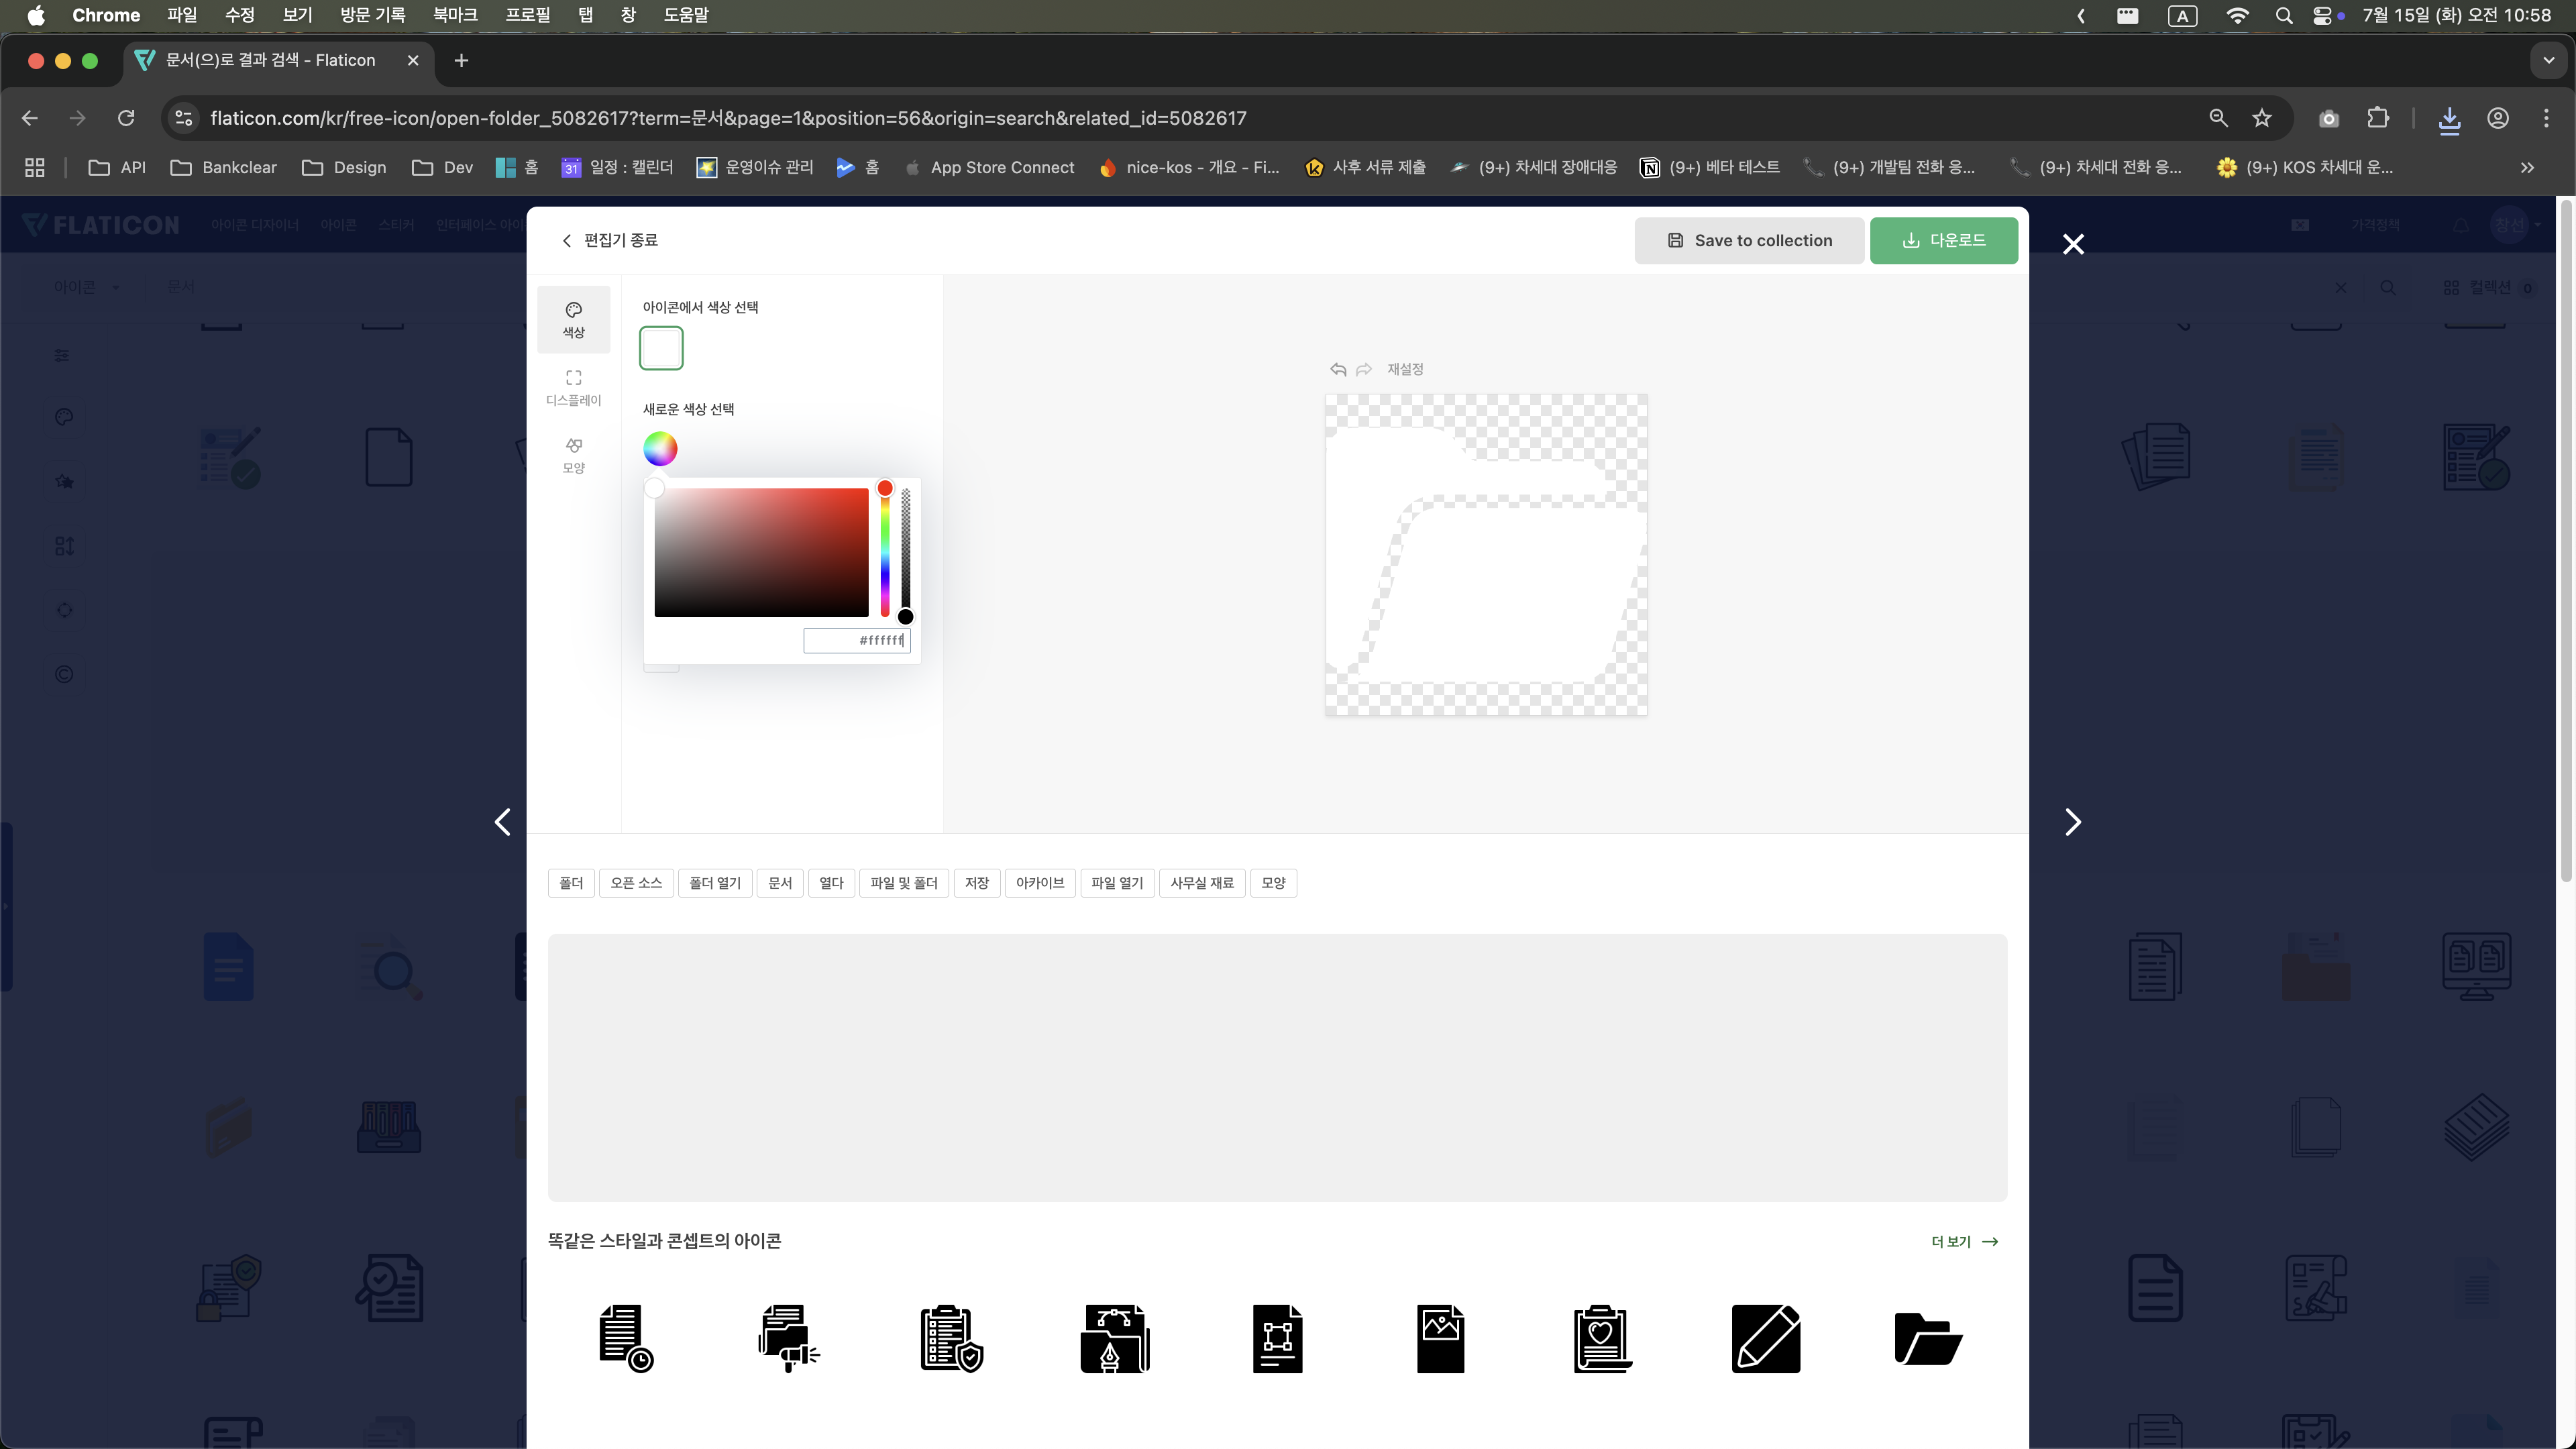 Chrome 파일 수정 보기 방문 기록 북마크 프로필 탭 창 도움말 A 7월 15일 (화) 오전 10:58
문서(으)로 결과 검색 - Flaticon
flaticon.com/kr/free-icon/open-folder_5082617?term=문서&page=1&position=56&origin=search&related_id=5082617
API Bankclear Design Dev 홈 31 일정 : 캘린더 운영이슈 관리 홈 App Store Connect nice-kos - 개요 - Fi... 사후 서류 제출 (9+) 차세대 장애대응 (9+) 베타 테스트 (9+) 개발팀 전화 응... (9+) 차세대 전화 응... (9+) KOS 차세대 운...
FLATICON 아이콘 디자이너 아이콘 스티커 인터페이스 아이 가격정책 장선
편집기 종료 Save to collection 다운로드
아이콘 문서 컬렉션 0
색상
디스플레이
모양
아이콘에서 색상 선택
새로운 색상 선택
#ffffff
재설정
폴더 오픈 소스 폴더 열기 문서 열다 파일 및 폴더 저장 아카이브 파일 열기 사무실 재료 모양
똑같은 스타일과 콘셉트의 아이콘 더 보기